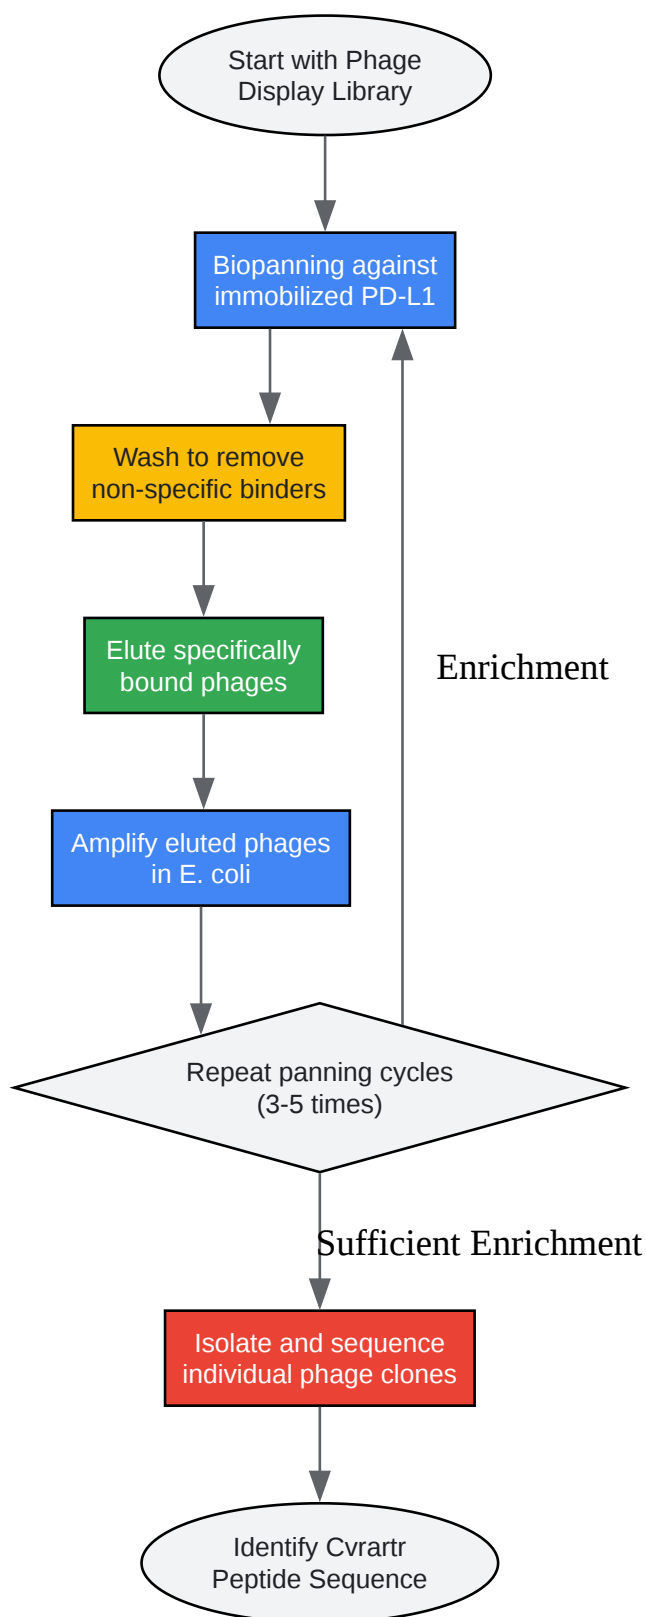 Start with Phage
Display Library
Biopanning against
immobilized PD-L1
Wash to remove
non-specific binders
Elute specifically
bound phages
Enrichment
Amplify eluted phages
in E. coli
Repeat panning cycles
(3-5 times)
Sufficient Enrichment
Isolate and sequence
individual phage clones
Identify Cvrartr
Peptide Sequence